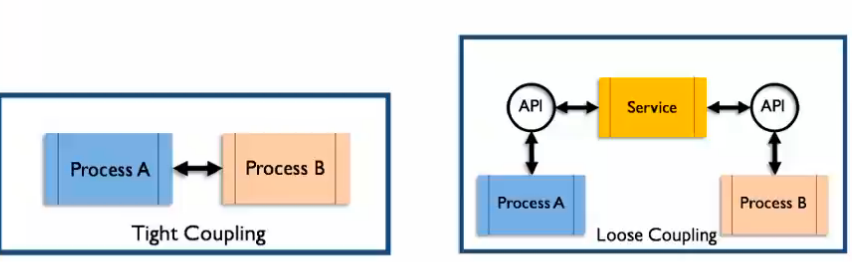 Process A
Process B
Tight Coupling
API
Service
API
Process A
Process B
Loose Coupling